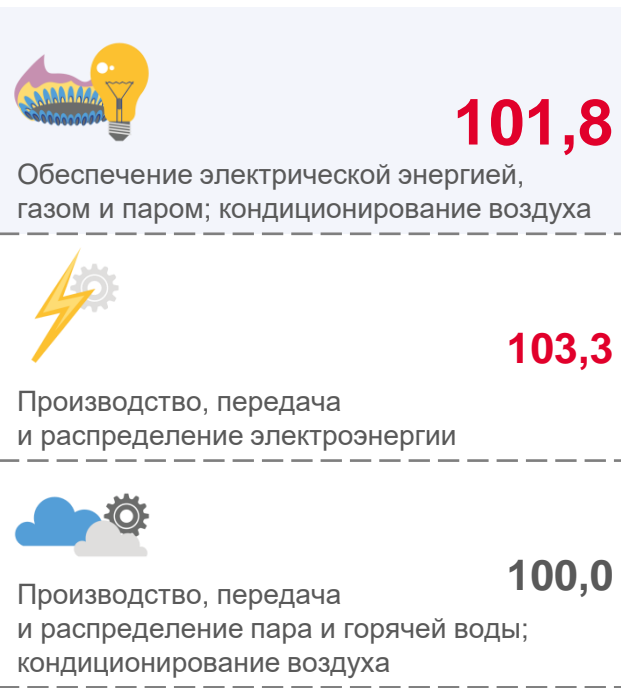 101,8
Обеспечение электрической энергией,
газом и паром; кондиционирование воздуха
103,3
Производство, передача
и распределение электроэнергии
100,0
Производство, передача
и распределение пара и горячей воды;
кондиционирование воздуха